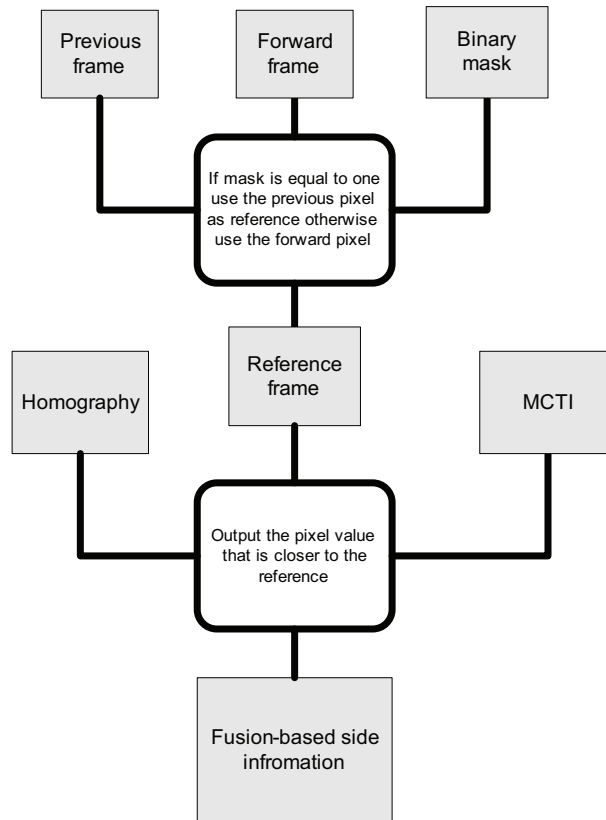 Previous
frame
Forward
frame
Binary
mask
If mask is equal to one
use the previous pixel
as reference otherwise
use the forward pixel
Homography
Reference
frame
MCTI
Output the pixel value
that is closer to the
reference
Fusion-based side
infromation